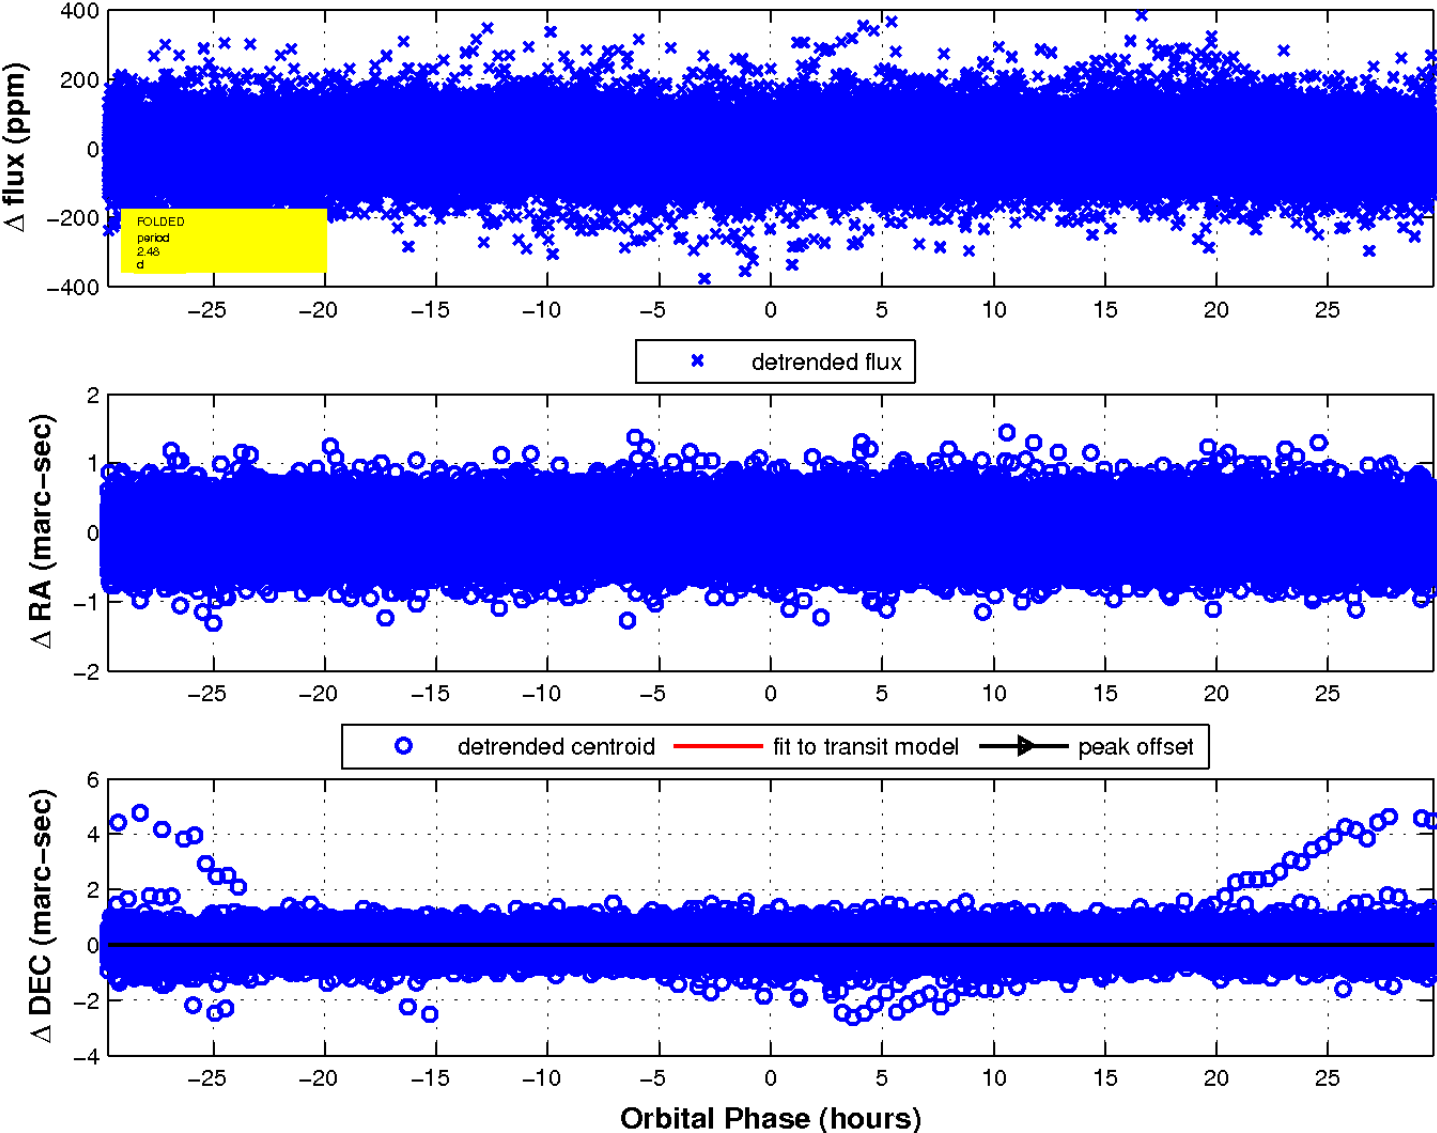 Δ flux (ppm)
400
200
0
−200
−400
FOLDED
period
2.48
d
−25 −20 −15 −10 −5 0 5 10 15 20 25
detrended flux
Δ RA (marc−sec)
2
1
0
−1
−2
−25 −20 −15 −10 −5 0 5 10 15 20 25
detrended centroid fit to transit model peak offset
Δ DEC (marc−sec)
6
4
2
0
−2
−4
−25 −20 −15 −10 −5 0 5 10 15 20 25
Orbital Phase (hours)